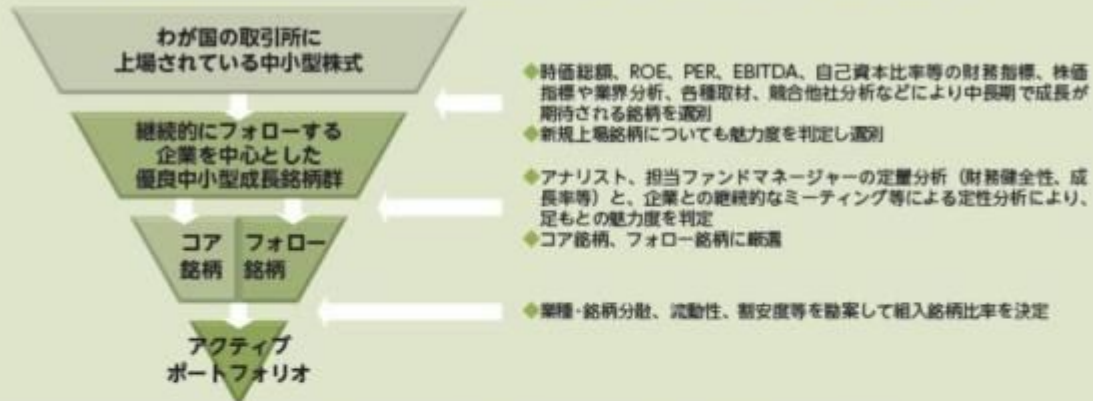 わが国の取引所に
上場されている中小型株式
◆時価総額、ROE、PER、EBITDA、自己資本比率等の財務指標、株価
指標や業界分析、各種取材、競合他社分析などにより中長期で成長が
期待される銘柄を選別
◆新規上場銘柄についても魅力度を判定し選別
継続的にフォローする
企業を中心とした
優良中小型成長銘柄群
◆アナリスト、担当ファンドマネージャーの定量分析（財務健全性、成
長率等）と、企業との継続的なミーティング等による定性分析により、
足もとの魅力度を判定
◆コア銘柄、フォロー銘柄に厳選
コア
銘柄
フォロー
銘柄
◆業種・銘柄分散、流動性、割安度等を勘案して組入銘柄比率を決定
アクティブ
ポートフォリオ